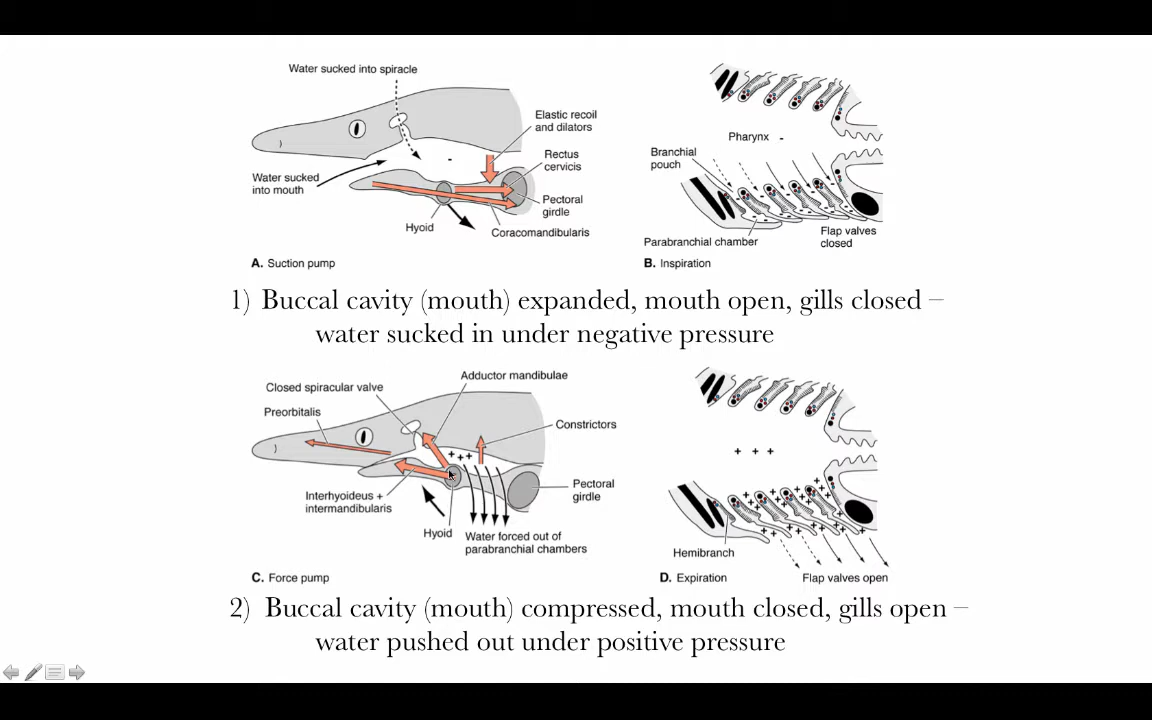 Water sucked into spiracle
Elastic recoil
and dilators
Rectus
cervicis
Water sucked
into mouth
Pectoral
girdle
Hyoid
Coracomandibularis
A. Suction pump
Pharynx -
Branchial
pouch
Parabranchial chamber
Flap valves
closed
B. Inspiration
1) Buccal cavity (mouth) expanded, mouth open, gills closed –
water sucked in under negative pressure
Adductor mandibulae
Closed spiracular valve
Preorbitalis
Constrictors
+ + +
Interhyoideus +
intermandibularis
Pectoral
girdle
Hyoid
Water forced out of
parabranchial chambers
C. Force pump
+ + +
Hemibranch
D. Expiration
Flap valves open
2) Buccal cavity (mouth) compressed, mouth closed, gills open –
water pushed out under positive pressure